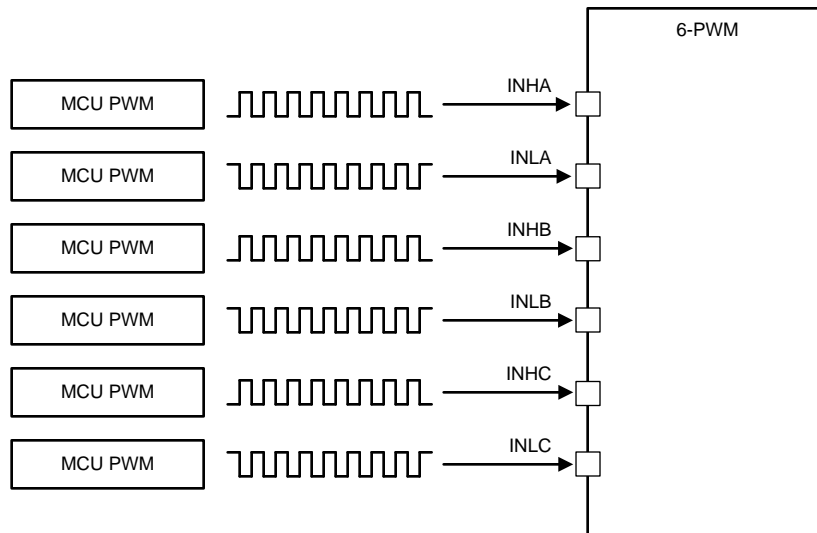 6-PWM
MCU PWM
INHA
MCU PWM
INLA
MCU PWM
INHB
MCU PWM
INLB
MCU PWM
INHC
MCU PWM
INLC